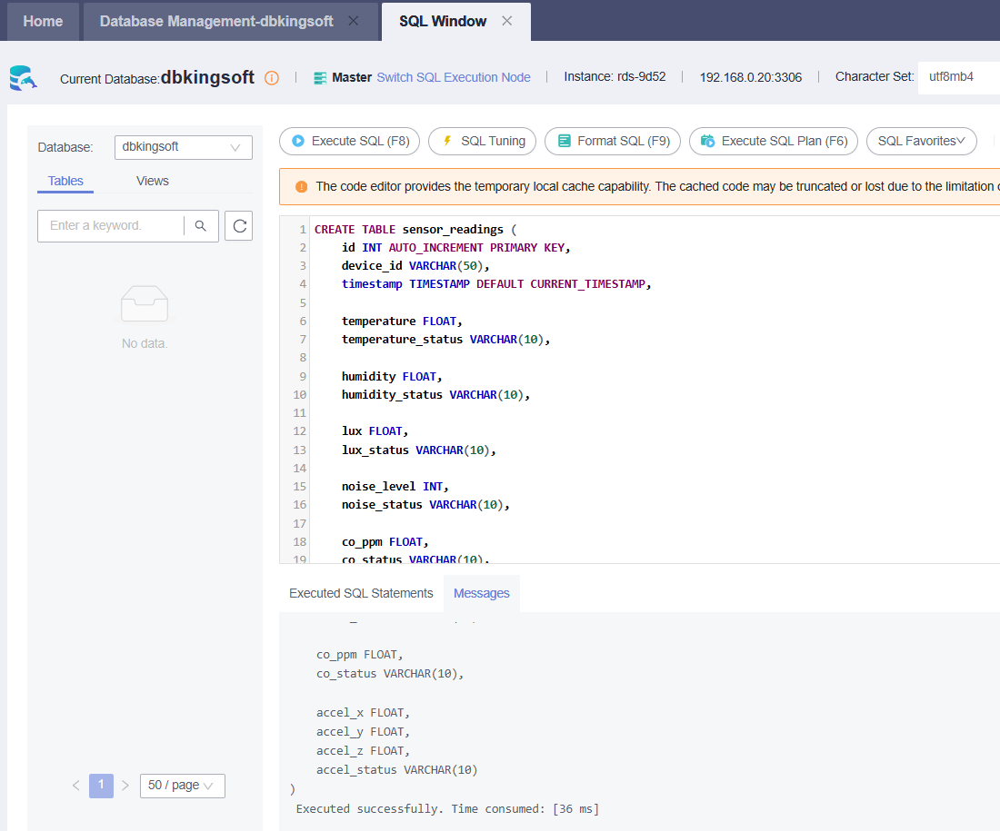 Home
Database Management-dbkingsoft
SQL Window
Current Database:dbkingsoft
Master Switch SQL Execution Node
Instance: rds-9d52
192.168.0.20:3306
Character Set: utf8mb4
Database: dbkingsoft
Tables Views
Enter a keyword.
No data.
1
50 / page
Execute SQL (F8)
SQL Tuning
Format SQL (F9)
Execute SQL Plan (F6)
SQL Favorites
The code editor provides the temporary local cache capability. The cached code may be truncated or lost due to the limitation
1 CREATE TABLE sensor_readings (
2 id INT AUTO_INCREMENT PRIMARY KEY,
3 device_id VARCHAR(50),
4 timestamp TIMESTAMP DEFAULT CURRENT_TIMESTAMP,
5
6 temperature FLOAT,
7 temperature_status VARCHAR(10),
8
9 humidity FLOAT,
10 humidity_status VARCHAR(10),
11
12 lux FLOAT,
13 lux_status VARCHAR(10),
14
15 noise_level INT,
16 noise_status VARCHAR(10),
17
18 co_ppm FLOAT,
19 co_status VARCHAR(10),
Executed SQL Statements
Messages
co_ppm FLOAT,
co_status VARCHAR(10),
accel_x FLOAT,
accel_y FLOAT,
accel_z FLOAT,
accel_status VARCHAR(10)
)
Executed successfully. Time consumed: [36 ms]